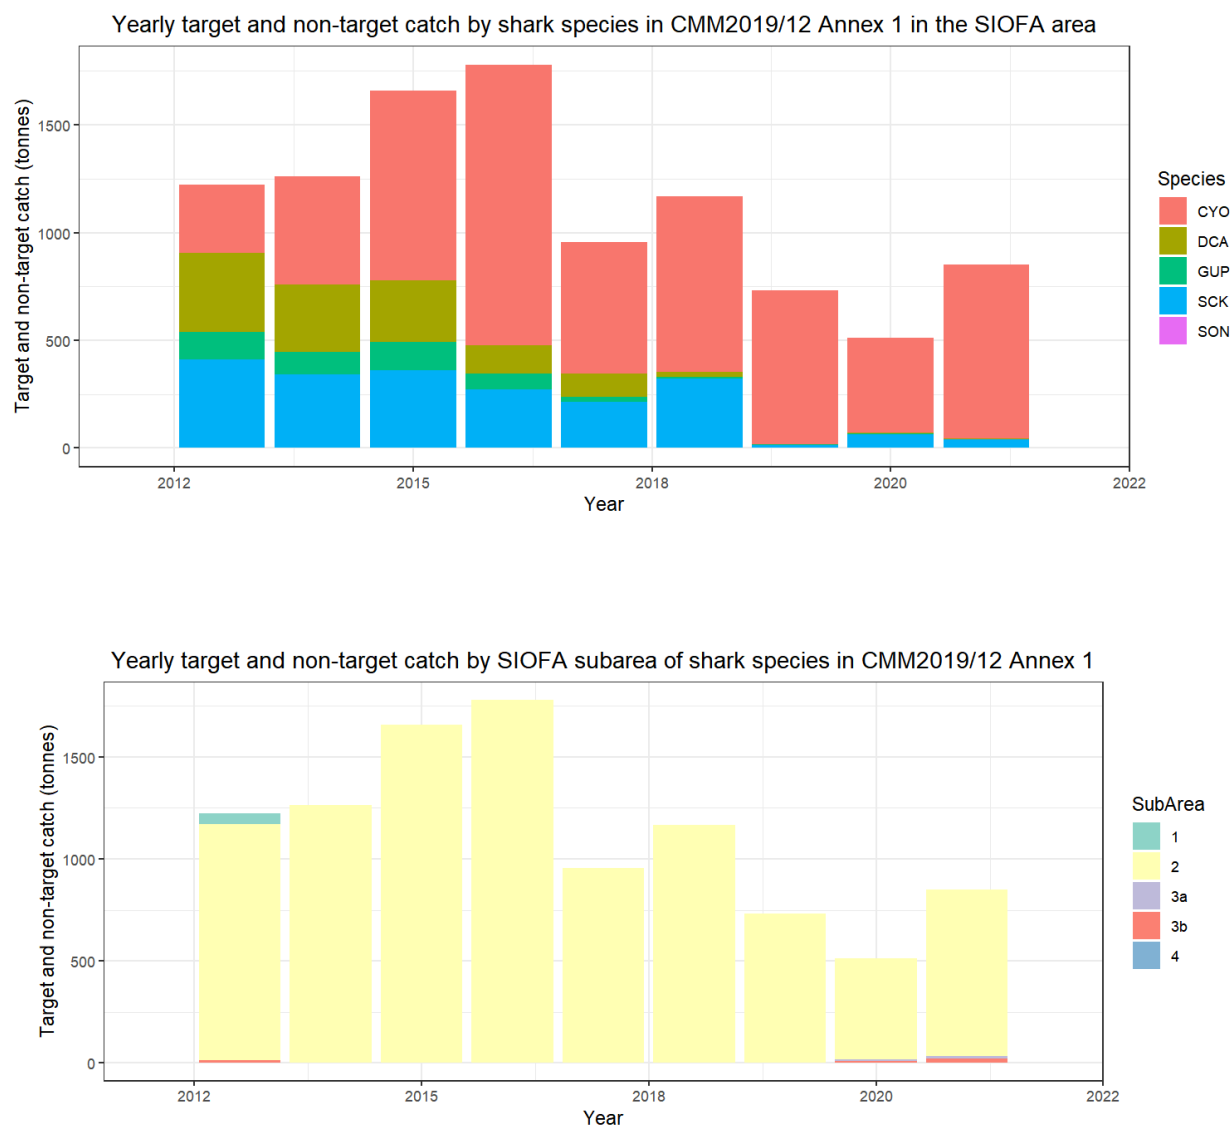 Yearly target and non-target catch by shark species in CMM2019/12 Annex 1 in the SIOFA area
Target and non-target catch (tonnes)
1500
1000
500
0
2012 2015 2018 2020 2022
Year
Species
CYO
DCA
GUP
SCK
SON
Yearly target and non-target catch by SIOFA subarea of shark species in CMM2019/12 Annex 1
Target and non-target catch (tonnes)
1500
1000
500
0
2012 2015 2018 2020 2022
Year
SubArea
1
2
3a
3b
4